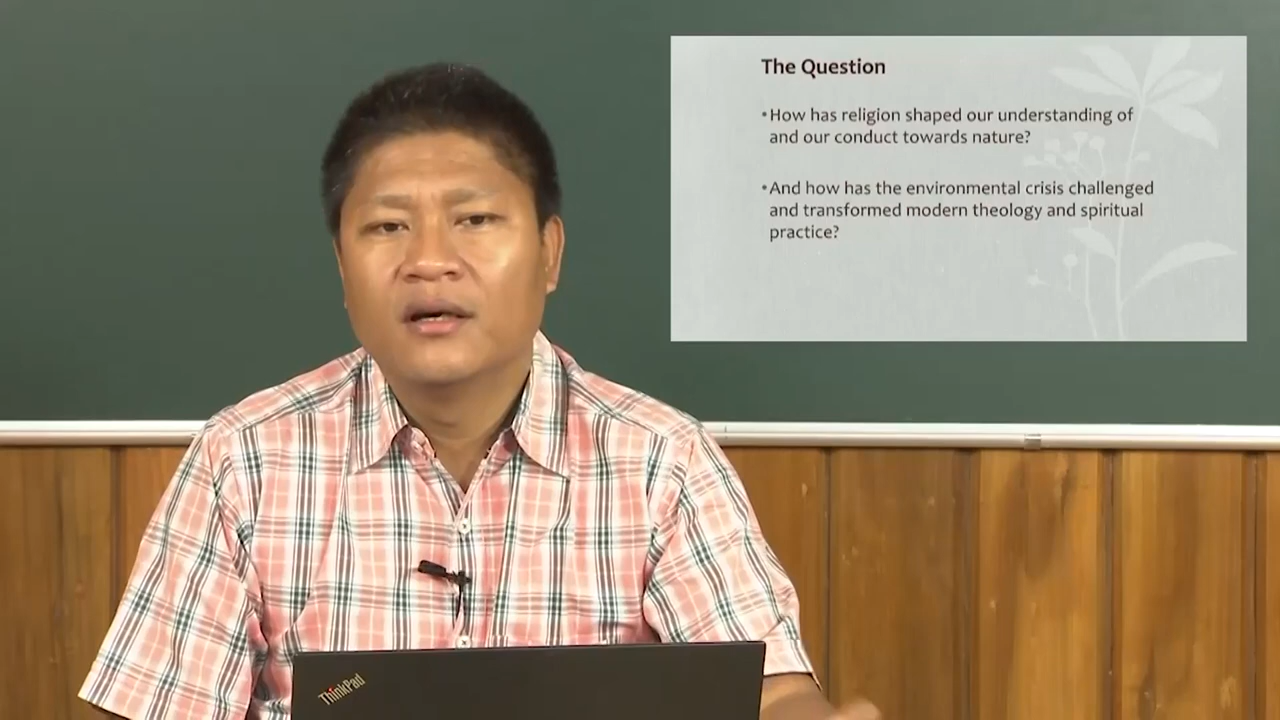 The Question
•How has religion shaped our understanding of
and our conduct towards nature?
•And how has the environmental crisis challenged
and transformed modern theology and spiritual
practice?
ThinkPad